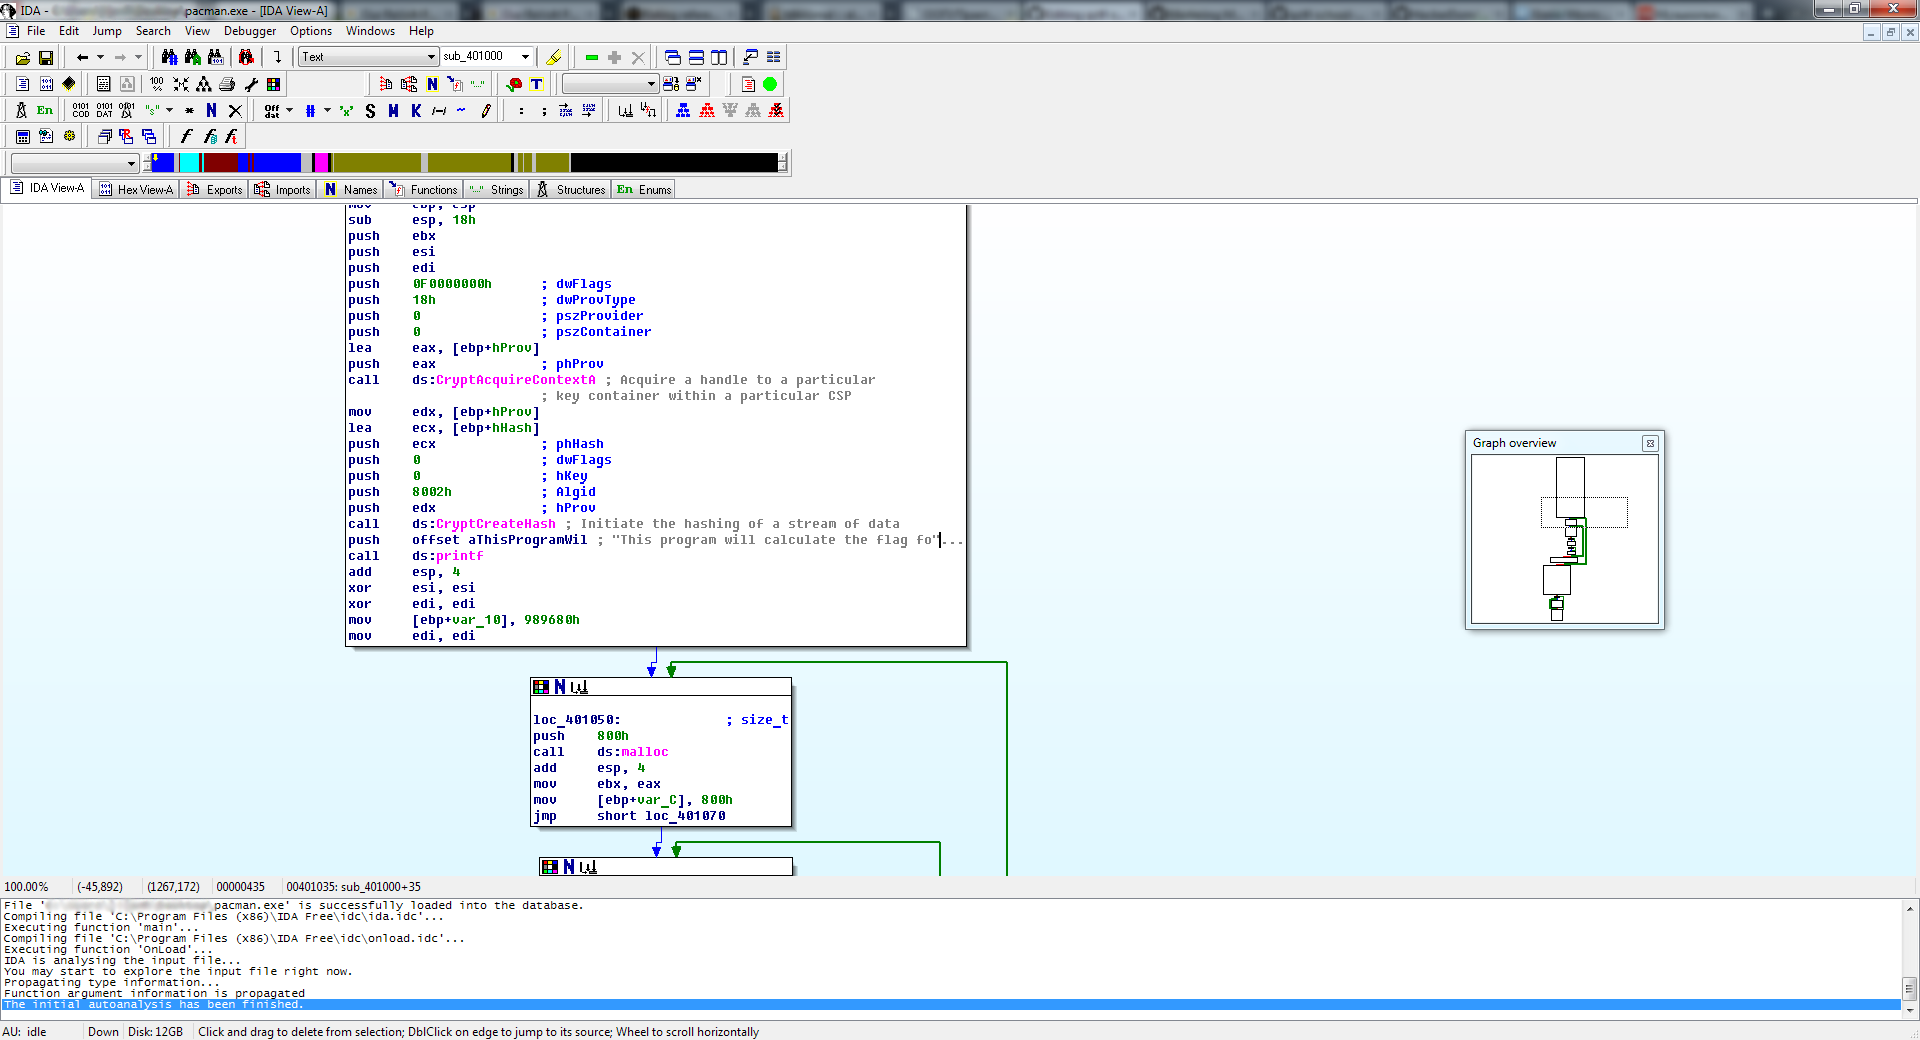 IDA - pacman.exe - [IDA View-A]
File Edit Jump Search View Debugger Options Windows Help
Text sub_401000
IDA View-A Hex View-A Exports Imports Names Functions Strings Structures Enums
mov ebp, esp
sub esp, 18h
push ebx
push esi
push edi
push 0F0000000h ; dwFlags
push 18h ; dwProvType
push 0 ; pszProvider
push 0 ; pszContainer
lea eax, [ebp+hProv]
push eax ; phProv
call ds:CryptAcquireContextA ; Acquire a handle to a particular
; key container within a particular CSP
mov edx, [ebp+hProv]
lea ecx, [ebp+hHash]
push ecx ; phHash
push 0 ; dwFlags
push 0 ; hKey
push 8002h ; Algid
push edx ; hProv
call ds:CryptCreateHash ; Initiate the hashing of a stream of data
push offset aThisProgramWil ; "This program will calculate the flag fo"...
call ds:printf
add esp, 4
xor esi, esi
xor edi, edi
mov [ebp+var_10], 989680h
mov edi, edi
loc_401050: ; size_t
push 800h
call ds:malloc
add esp, 4
mov ebx, eax
mov [ebp+var_C], 800h
jmp short loc_401070
Graph overview
100.00% (-45,892) (1267,172) 00000435 00401035: sub_401000+35
File ' pacman.exe' is successfully loaded into the database.
Compiling file 'C:\Program Files (x86)\IDA Free\idc\ida.idc'...
Executing function 'main'...
Compiling file 'C:\Program Files (x86)\IDA Free\idc\onload.idc'...
Executing function 'OnLoad'...
IDA is analysing the input file...
You may start to explore the input file right now.
Propagating type information...
Function argument information is propagated
The initial autoanalysis has been finished.
AU: idle Down Disk: 12GB Click and drag to delete from selection; DblClick on edge to jump to its source; Wheel to scroll horizontally